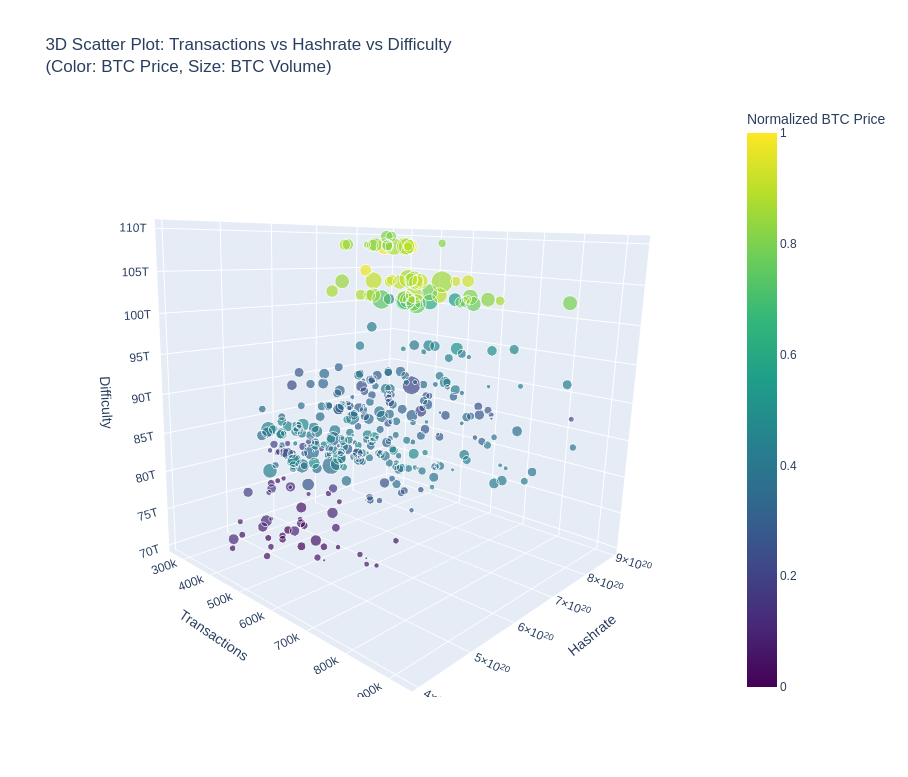 3D Scatter Plot: Transactions vs Hashrate vs Difficulty
(Color: BTC Price, Size: BTC Volume)
Normalized BTC Price
1
0.8
0.6
0.4
0.2
0
110T
105T
100T
95T
90T
85T
80T
75T
70T
Difficulty
300k
400k
500k
600k
700k
800k
900k
Transactions
9×10²⁰
8×10²⁰
7×10²⁰
6×10²⁰
5×10²⁰
Hashrate